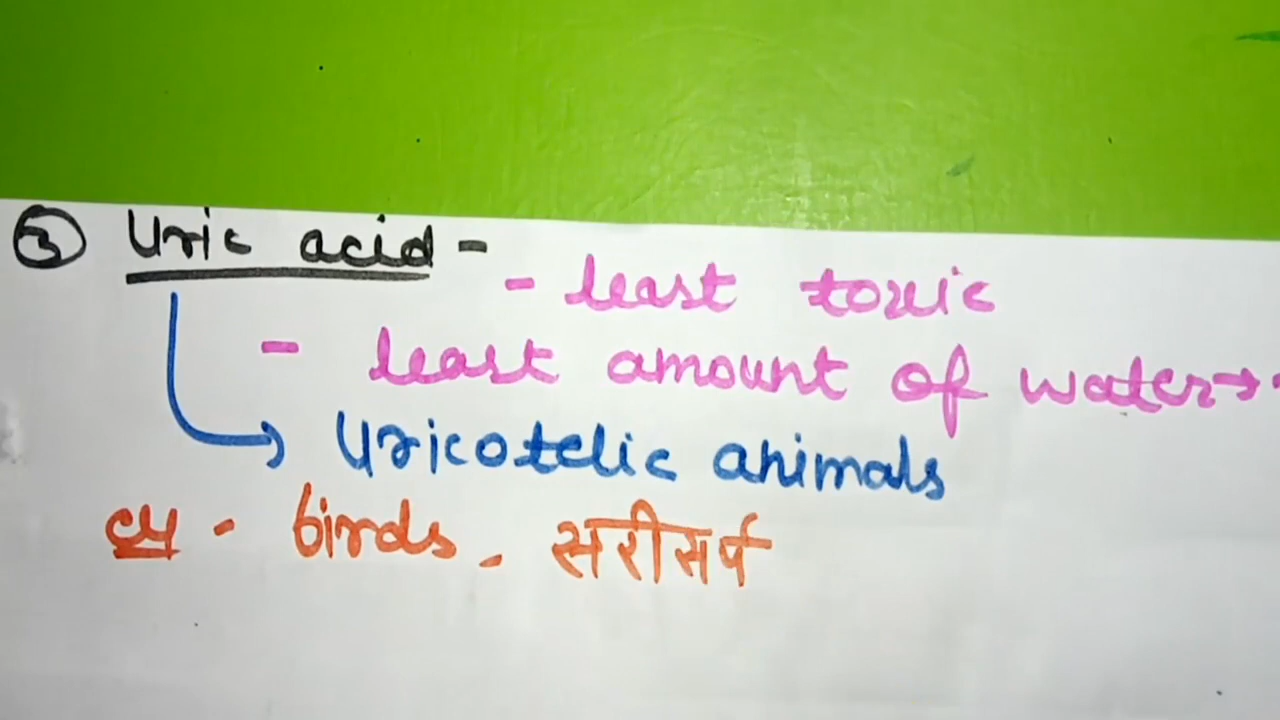 ③ Uric acid -
- least toxic
- least amount of water →
↳ Uricotelic animals
eg - birds, सरीसर्प